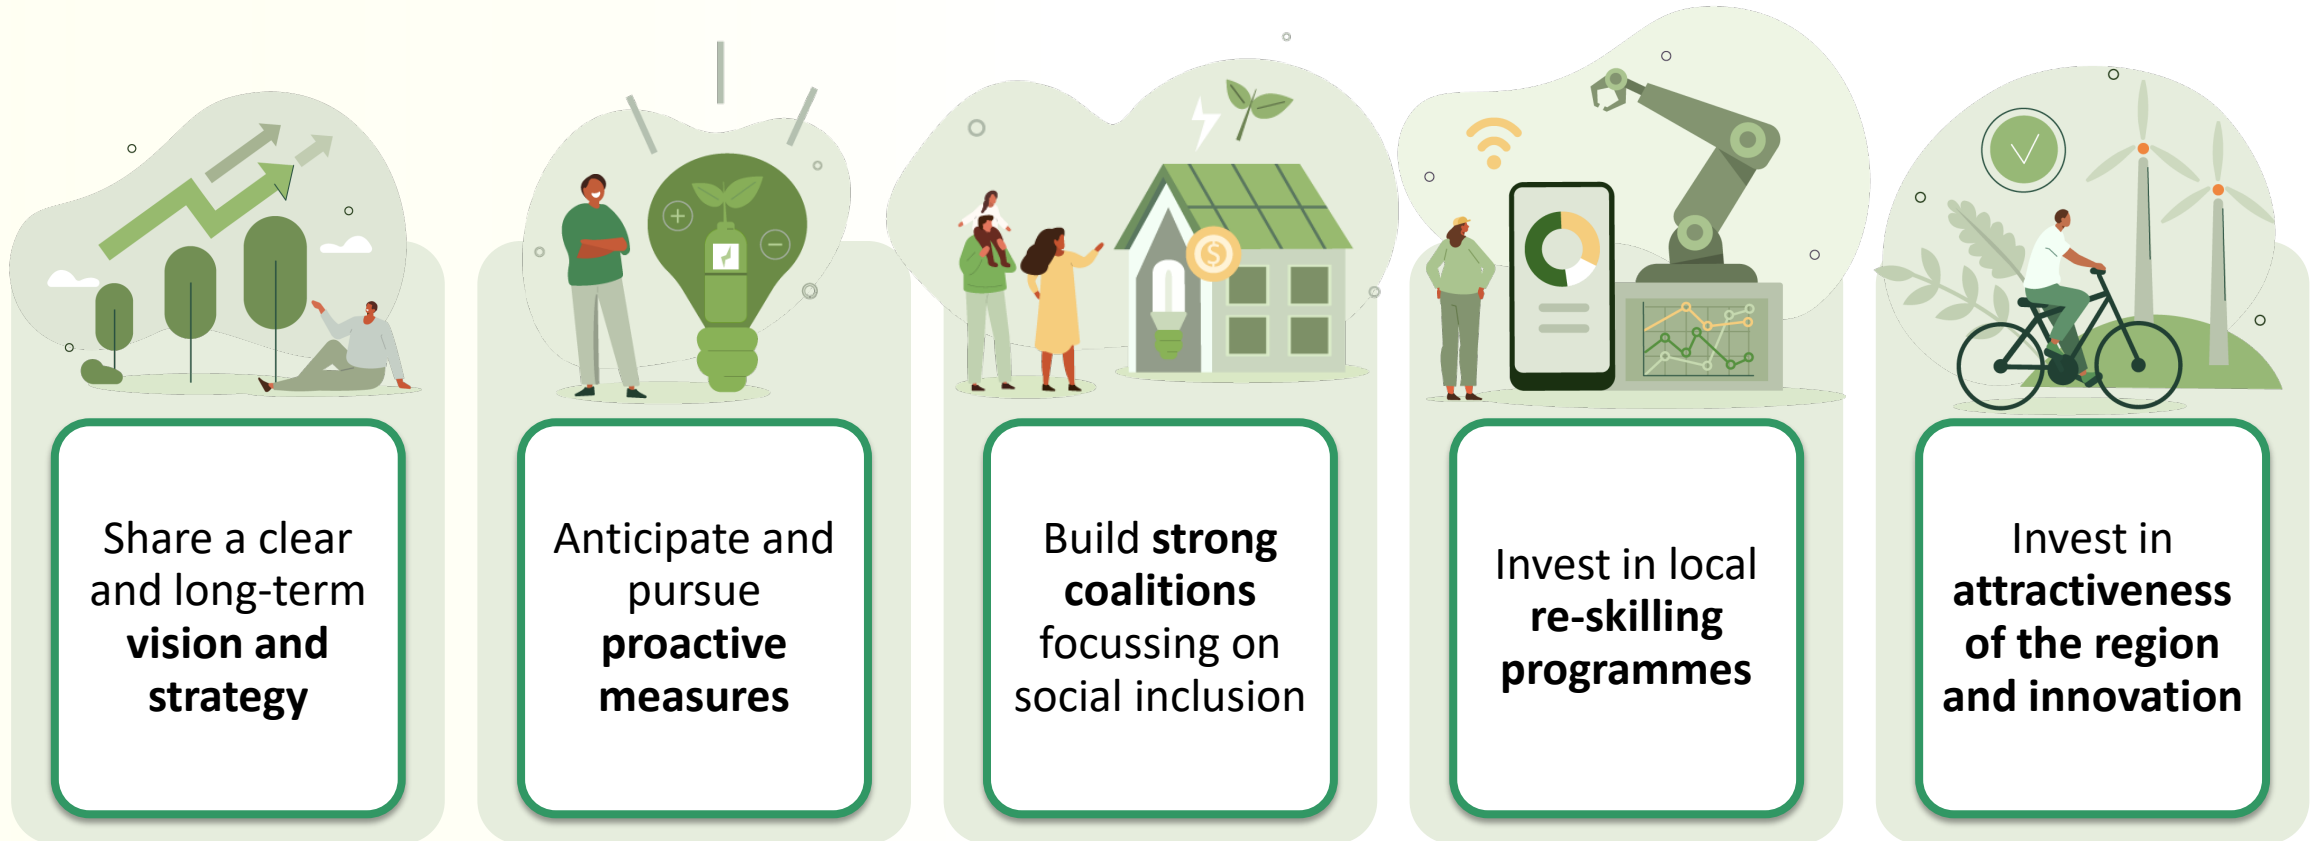 Share a clear
and long-term
vision and
strategy
Anticipate and
pursue
proactive
measures
Build strong
coalitions
focussing on
social inclusion
Invest in local
re-skilling
programmes
Invest in
attractiveness
of the region
and innovation